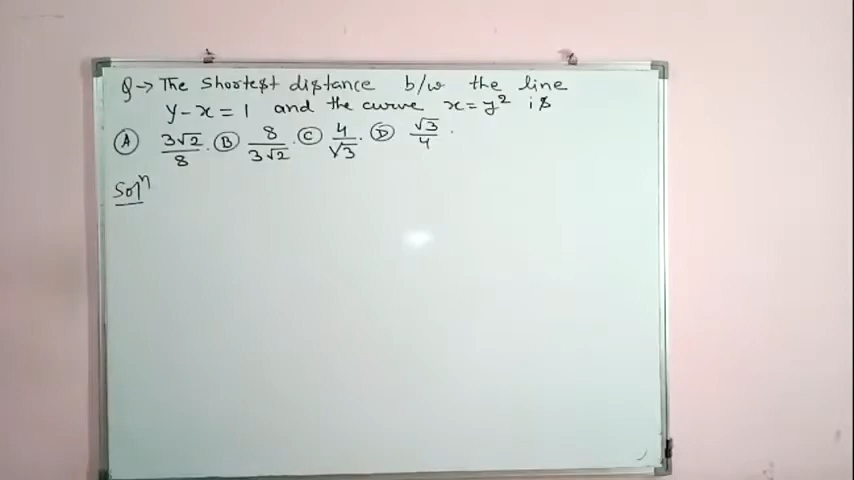 Q→ The shortest distance b/w the line
y-x=1 and the curve x=y² is
(A) 3√2/8. (B) 8/3√2. (C) 4/√3. (D) √3/4.
Solⁿ